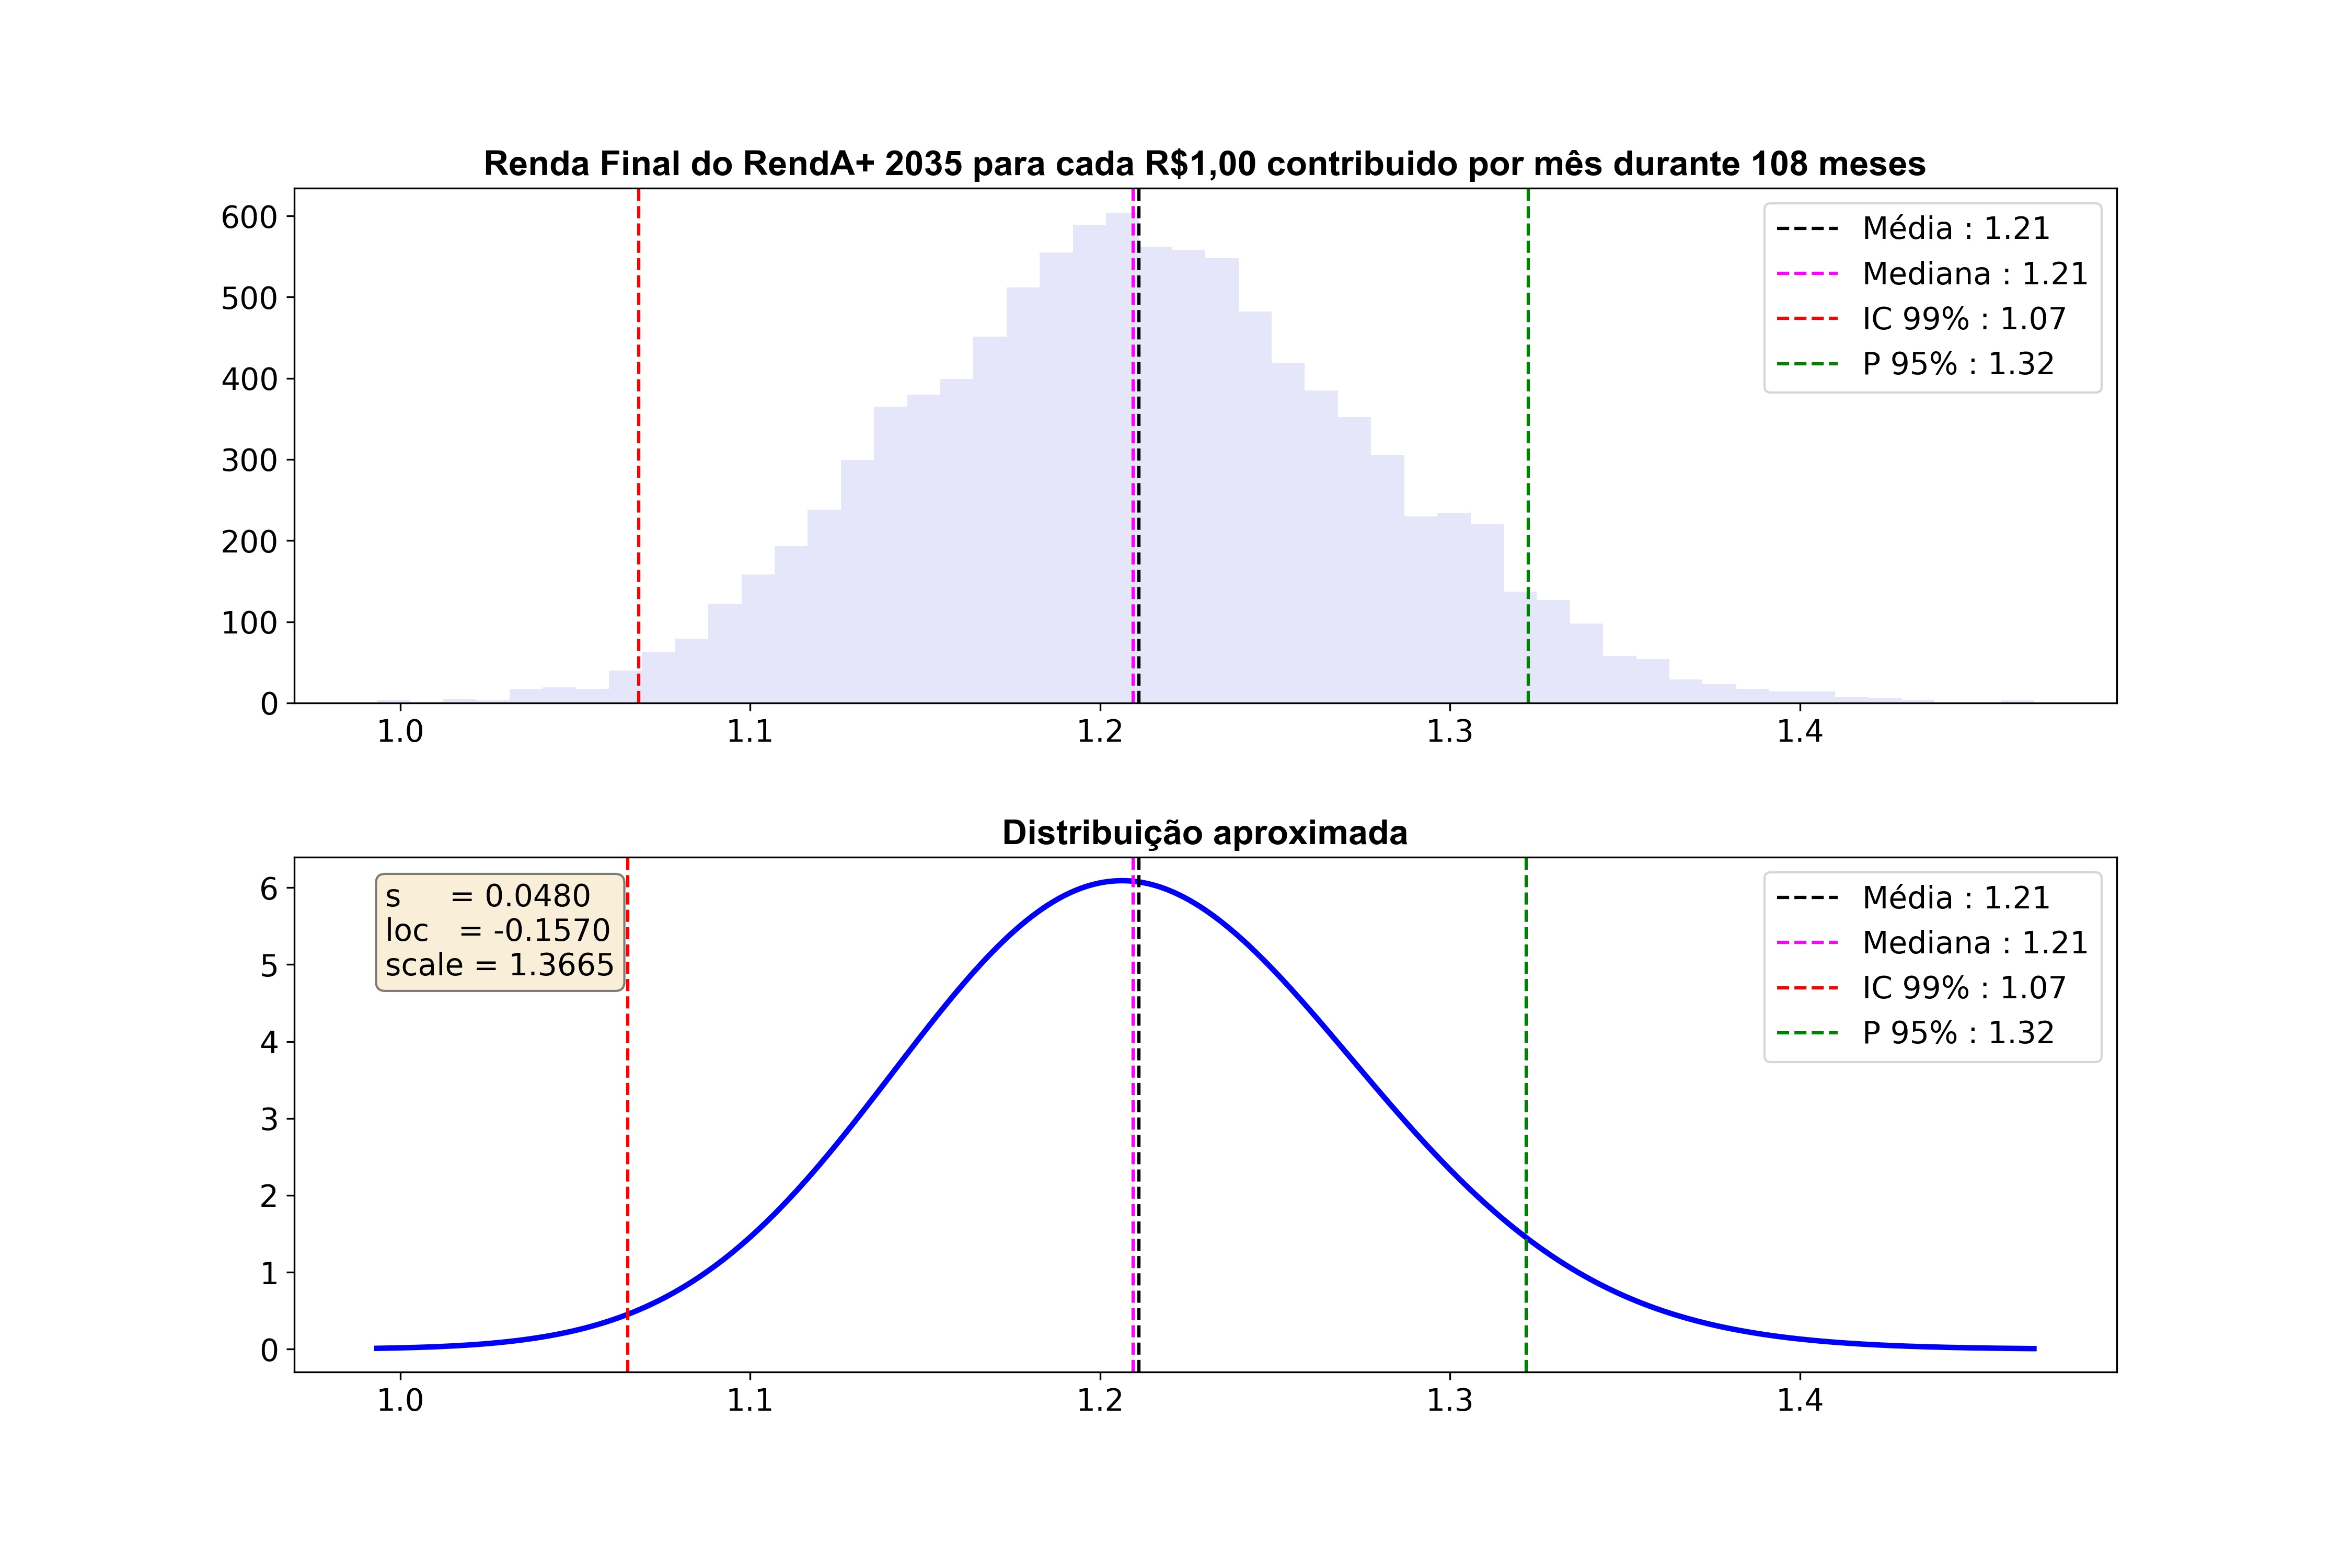 Renda Final do RendA+ 2035 para cada R$1,00 contribuido por mês durante 108 meses
600
500
400
300
200
100
0
1.0 1.1 1.2 1.3 1.4
Média : 1.21
Mediana : 1.21
IC 99% : 1.07
P 95% : 1.32
Distribuição aproximada
6
5
4
3
2
1
0
1.0 1.1 1.2 1.3 1.4
s = 0.0480
loc = -0.1570
scale = 1.3665
Média : 1.21
Mediana : 1.21
IC 99% : 1.07
P 95% : 1.32